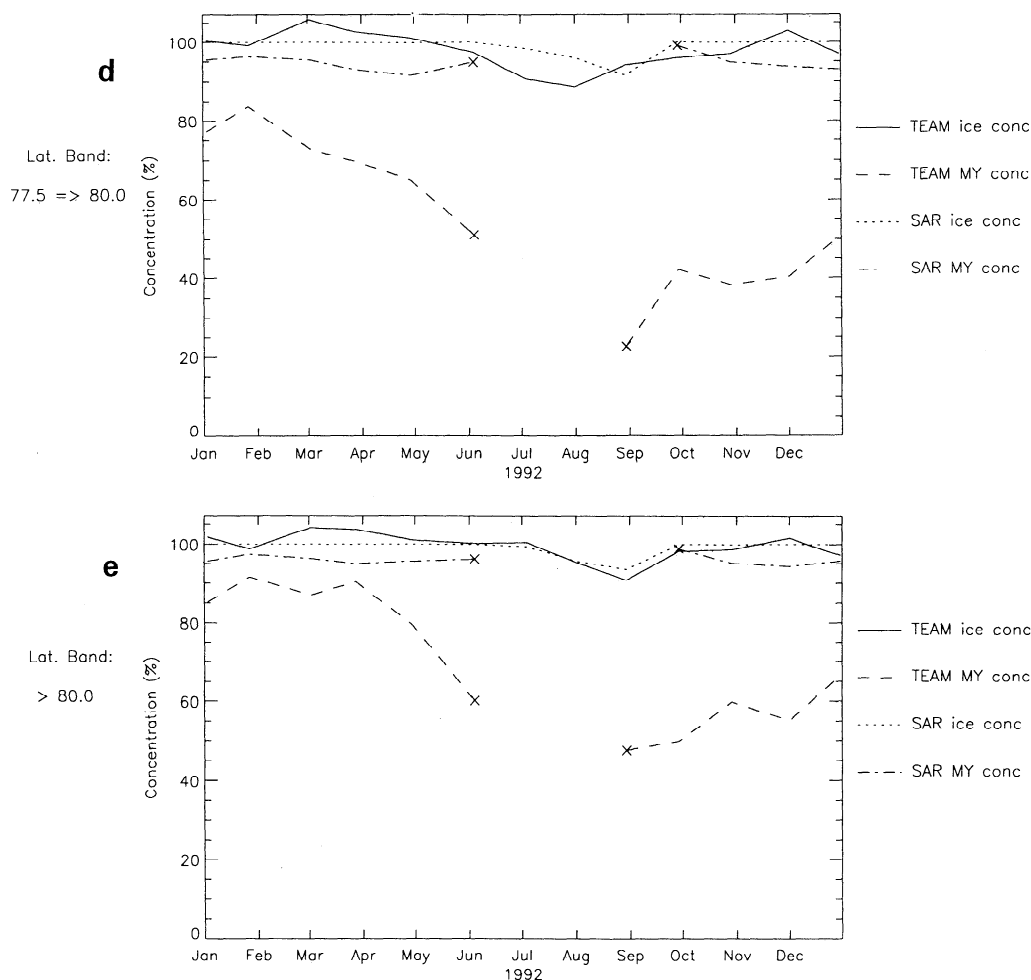 d
Lat. Band:
77.5 => 80.0
Concentration (%)
100
80
60
40
20
0
Jan Feb Mar Apr May Jun Jul Aug Sep Oct Nov Dec
1992
TEAM ice conc
TEAM MY conc
SAR ice conc
SAR MY conc
e
Lat. Band:
> 80.0
Concentration (%)
100
80
60
40
20
0
Jan Feb Mar Apr May Jun Jul Aug Sep Oct Nov Dec
1992
TEAM ice conc
TEAM MY conc
SAR ice conc
SAR MY conc